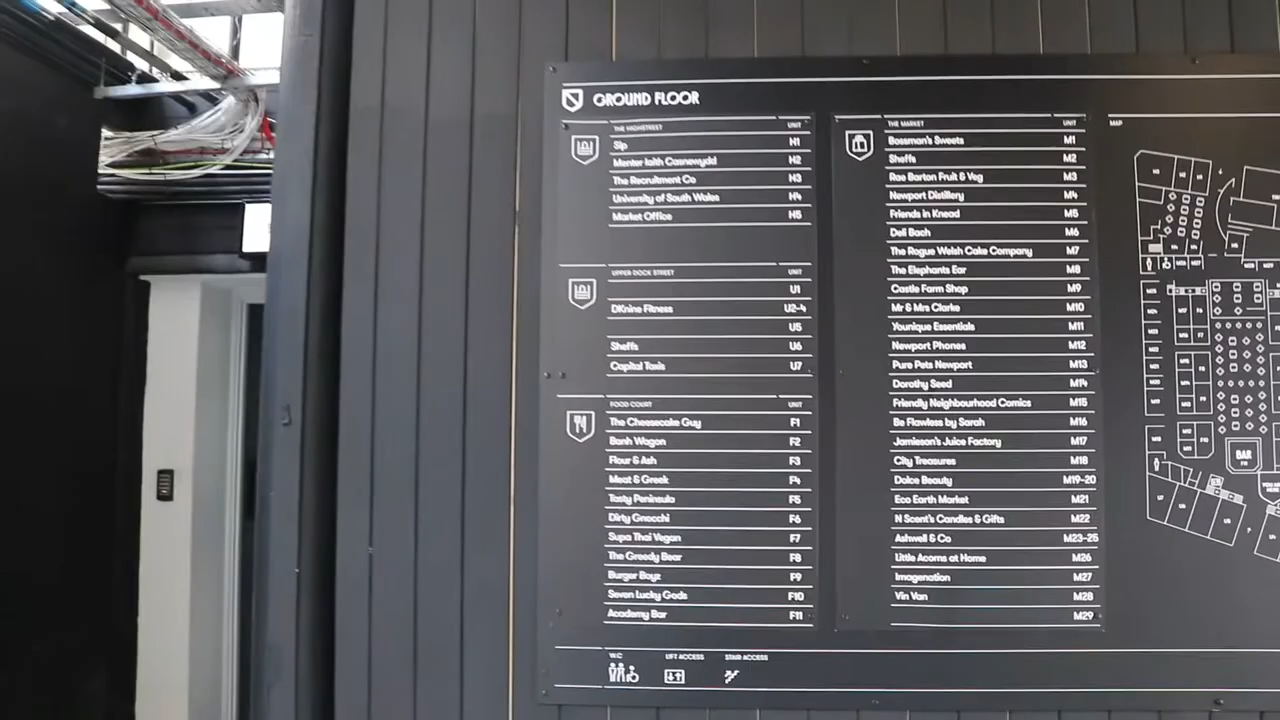 GROUND FLOOR
THE HIGHSTREET UNIT
Sip H1
Menter Iaith Casnewydd H2
The Recruitment Co H3
University of South Wales H4
Market Office H5
UPPER DOCK STREET UNIT
U1
DKnine Fitness U2-4
U5
Sheffs U6
Capital Taxis U7
FOOD COURT UNIT
The Cheesecake Guy F1
Banh Wagon F2
Flour & Ash F3
Meat & Greek F4
Tasty Peninsula F5
Dirty Gnocchi F6
Supa Thai Vegan F7
The Greedy Bear F8
Burger Boyz F9
Seven Lucky Gods F10
Academy Bar F11
THE MARKET UNIT
Bossman's Sweets M1
Sheffs M2
Rae Barton Fruit & Veg M3
Newport Distillery M4
Friends in Knead M5
Deli Bach M6
The Rogue Welsh Cake Company M7
The Elephants Ear M8
Castle Farm Shop M9
Mr & Mrs Clarke M10
Younique Essentials M11
Newport Phones M12
Pure Pets Newport M13
Dorothy Seed M14
Friendly Neighbourhood Comics M15
Be Flawless by Sarah M16
Jamieson's Juice Factory M17
City Treasures M18
Dolce Beauty M19-20
Eco Earth Market M21
N Scent's Candles & Gifts M22
Ashwell & Co M23-25
Little Acorns at Home M26
Imagenation M27
Vin Van M28
M29
MAP
BAR
W.C LIFT ACCESS STAIR ACCESS